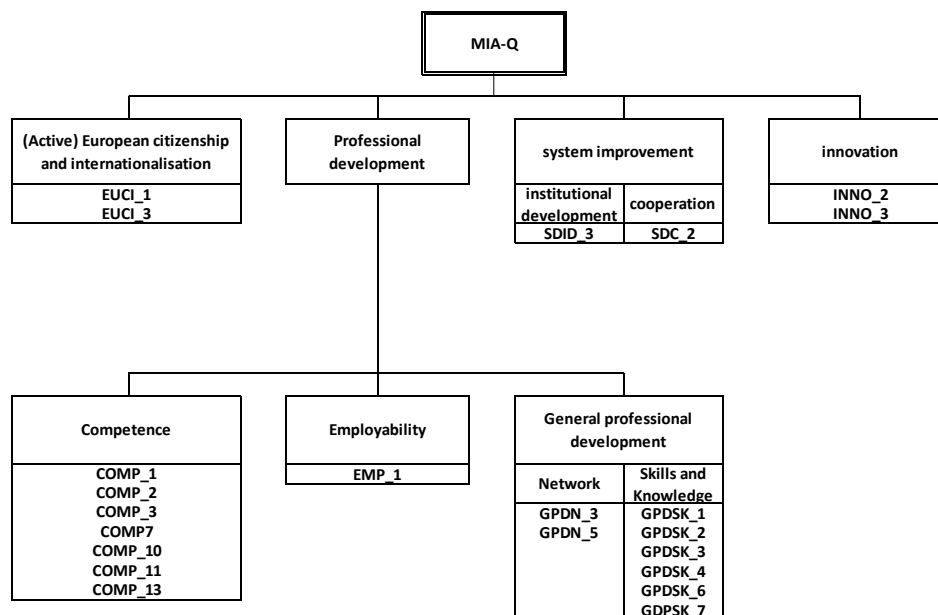 MIA-Q
(Active) European citizenship
and internationalisation
EUCI_1
EUCI_3
Professional
development
system improvement
institutional
development
SDID_3
cooperation
SDC_2
innovation
INNO_2
INNO_3
Competence
COMP_1
COMP_2
COMP_3
COMP7
COMP_10
COMP_11
COMP_13
Employability
EMP_1
General professional
development
Network
GPDN_3
GPDN_5
Skills and
Knowledge
GPDSK_1
GPDSK_2
GPDSK_3
GPDSK_4
GPDSK_6
GDPSK_7